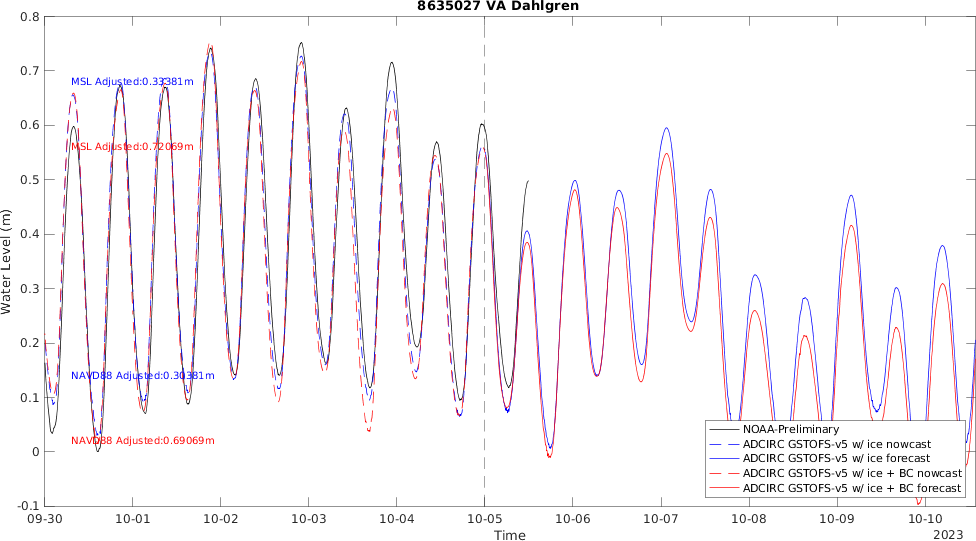 8635027 VA Dahlgren
0.8
0.7
MSL Adjusted:0.33381m
0.6
MSL Adjusted:0.72069m
0.5
0.4
Water Level (m)
0.3
0.2
NAVD88 Adjusted:0.30381m
0.1
NAVD88 Adjusted:0.69069m
0
-0.1
NOAA-Preliminary
ADCIRC GSTOFS-v5 w/ ice nowcast
ADCIRC GSTOFS-v5 w/ ice forecast
ADCIRC GSTOFS-v5 w/ ice + BC nowcast
ADCIRC GSTOFS-v5 w/ ice + BC forecast
09-30 10-01 10-02 10-03 10-04 10-05 10-06 10-07 10-08 10-09 10-10
Time
2023